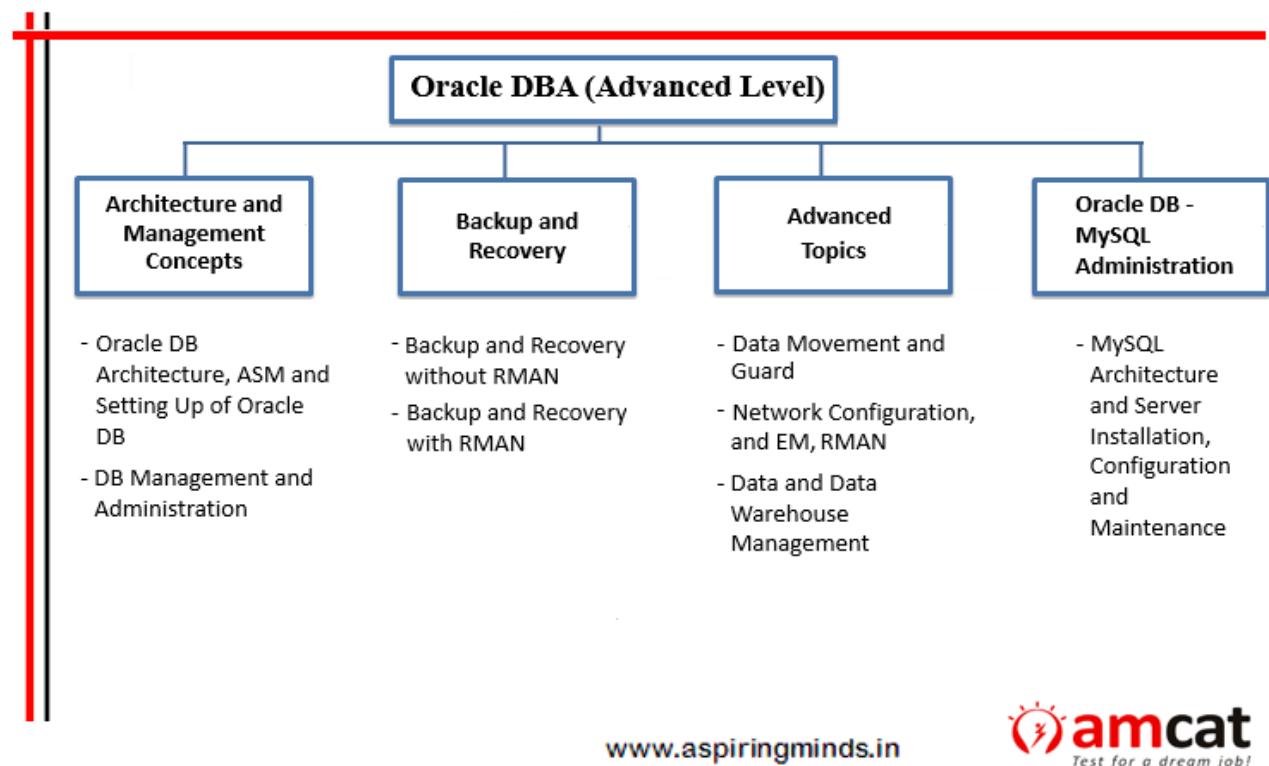 Oracle DBA (Advanced Level)
Architecture and
Management
Concepts
- Oracle DB
Architecture, ASM and
Setting Up of Oracle
DB
- DB Management and
Administration
Backup and
Recovery
- Backup and Recovery
without RMAN
- Backup and Recovery
with RMAN
Advanced
Topics
- Data Movement and
Guard
- Network Configuration,
and EM, RMAN
- Data and Data
Warehouse
Management
Oracle DB -
MySQL
Administration
- MySQL
Architecture
and Server
Installation,
Configuration
and
Maintenance
www.aspiringminds.in
amcat
Test for a dream job!